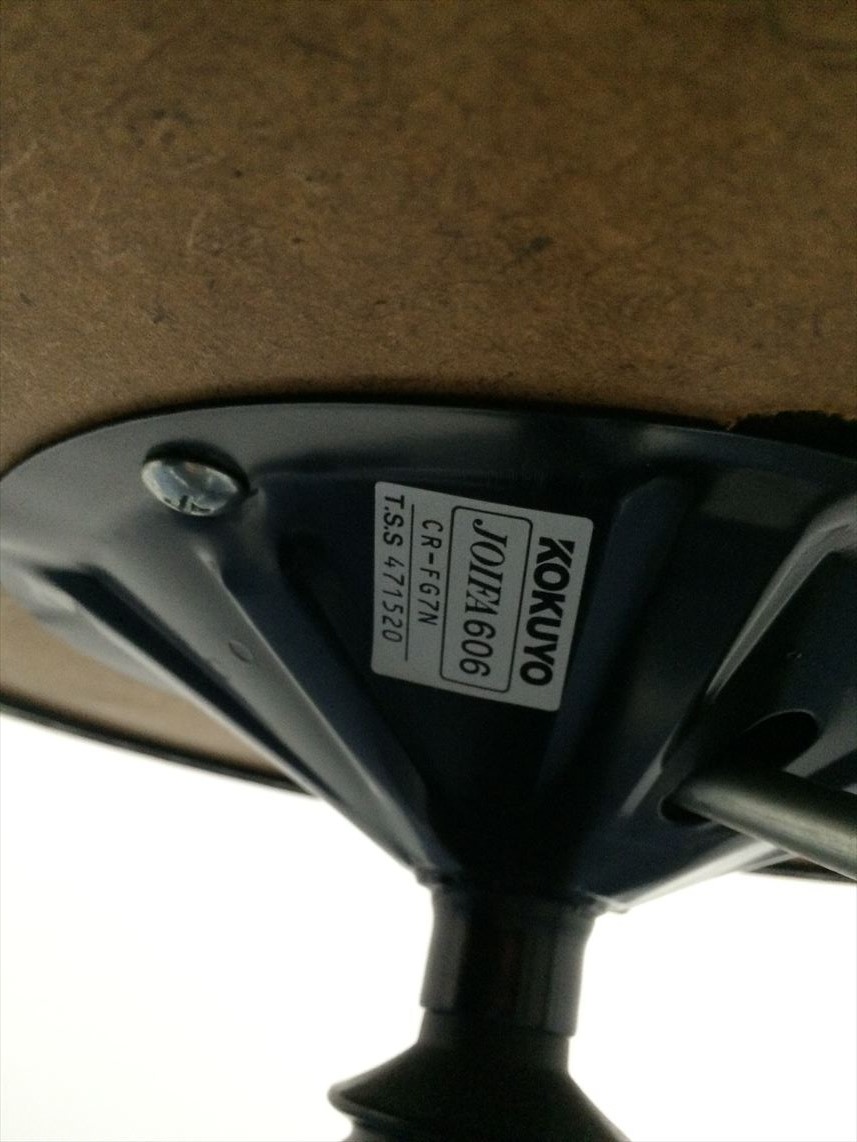 KOKUYO
JOIFA 606
CR-FG7N
T.S.S 471520